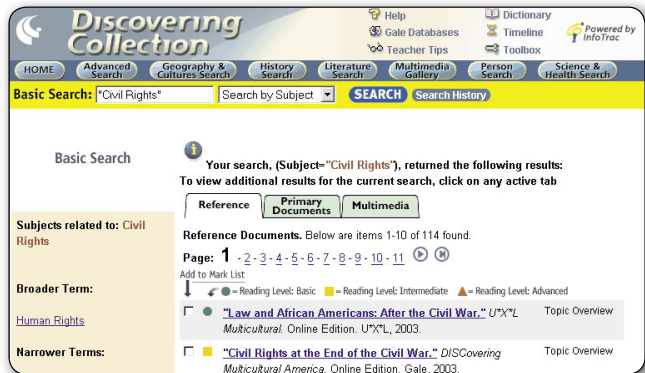 Discovering Collection
Help
Dictionary
Gale Databases
Timeline
Teacher Tips
Toolbox
Powered by InfoTrac
HOME
Advanced Search
Geography & Cultures Search
History Search
Literature Search
Multimedia Gallery
Person Search
Science & Health Search
Basic Search: "Civil Rights" Search by Subject SEARCH Search History
Basic Search
Your search, (Subject="Civil Rights"), returned the following results:
To view additional results for the current search, click on any active tab
Reference
Primary Documents
Multimedia
Subjects related to: Civil
Rights
Reference Documents. Below are items 1-10 of 114 found.
Page: 1 - 2 - 3 - 4 - 5 - 6 - 7 - 8 - 9 - 10 - 11
Add to Mark List
= Reading Level: Basic = Reading Level: Intermediate = Reading Level: Advanced
Broader Term:
Human Rights
Narrower Terms:
"Law and African Americans: After the Civil War." U*X*L Topic Overview
Multicultural. Online Edition. U*X*L, 2003.
"Civil Rights at the End of the Civil War." DISCovering Topic Overview
Multicultural America. Online Edition. Gale, 2003.